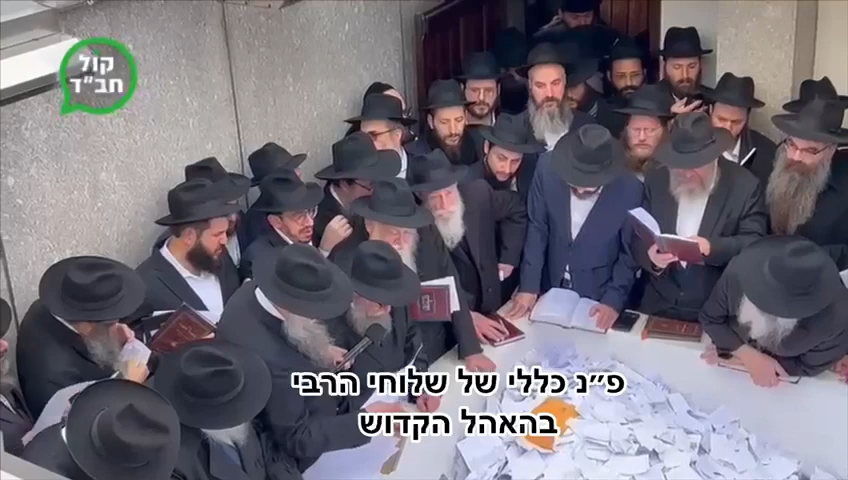 קול
חב"ד
פ״נ כללי של שלוחי הרבי
בהאהל הקדוש